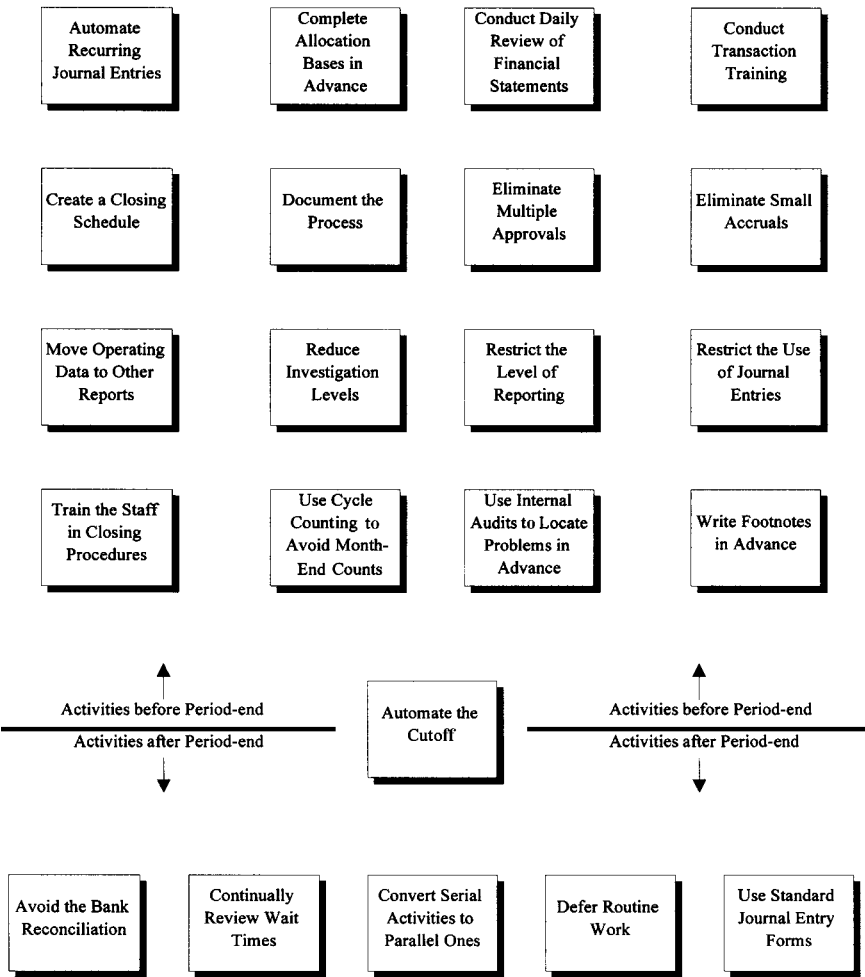 Automate
Recurring
Journal Entries
Complete
Allocation
Bases in
Advance
Conduct Daily
Review of
Financial
Statements
Conduct
Transaction
Training
Create a Closing
Schedule
Document the
Process
Eliminate
Multiple
Approvals
Eliminate Small
Accruals
Move Operating
Data to Other
Reports
Reduce
Investigation
Levels
Restrict the
Level of
Reporting
Restrict the Use
of Journal
Entries
Train the Staff
in Closing
Procedures
Use Cycle
Counting to
Avoid Month-
End Counts
Use Internal
Audits to Locate
Problems in
Advance
Write Footnotes
in Advance
Activities before Period-end
Activities after Period-end
Automate the
Cutoff
Activities before Period-end
Activities after Period-end
Avoid the Bank
Reconciliation
Continually
Review Wait
Times
Convert Serial
Activities to
Parallel Ones
Defer Routine
Work
Use Standard
Journal Entry
Forms